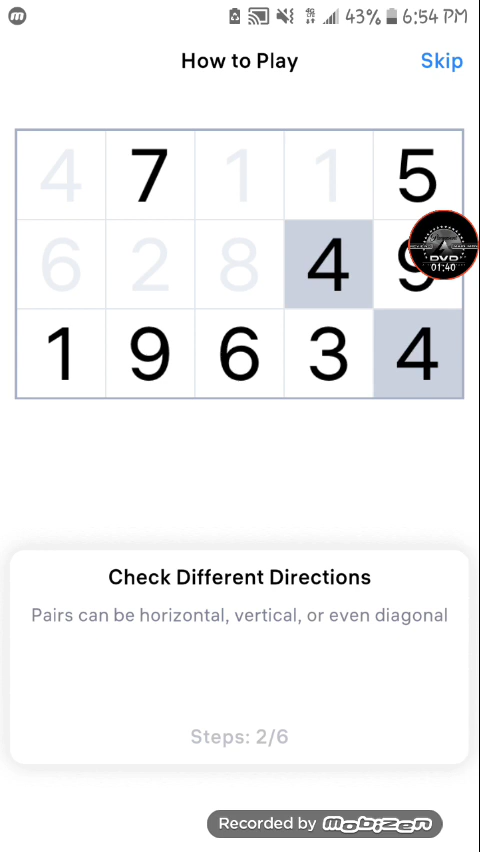 43% 6:54 PM
How to Play Skip
4 7 1 1 5
6 2 8 4 9
DVD
01:40
1 9 6 3 4
Check Different Directions
Pairs can be horizontal, vertical, or even diagonal
Steps: 2/6
Recorded by mobizen